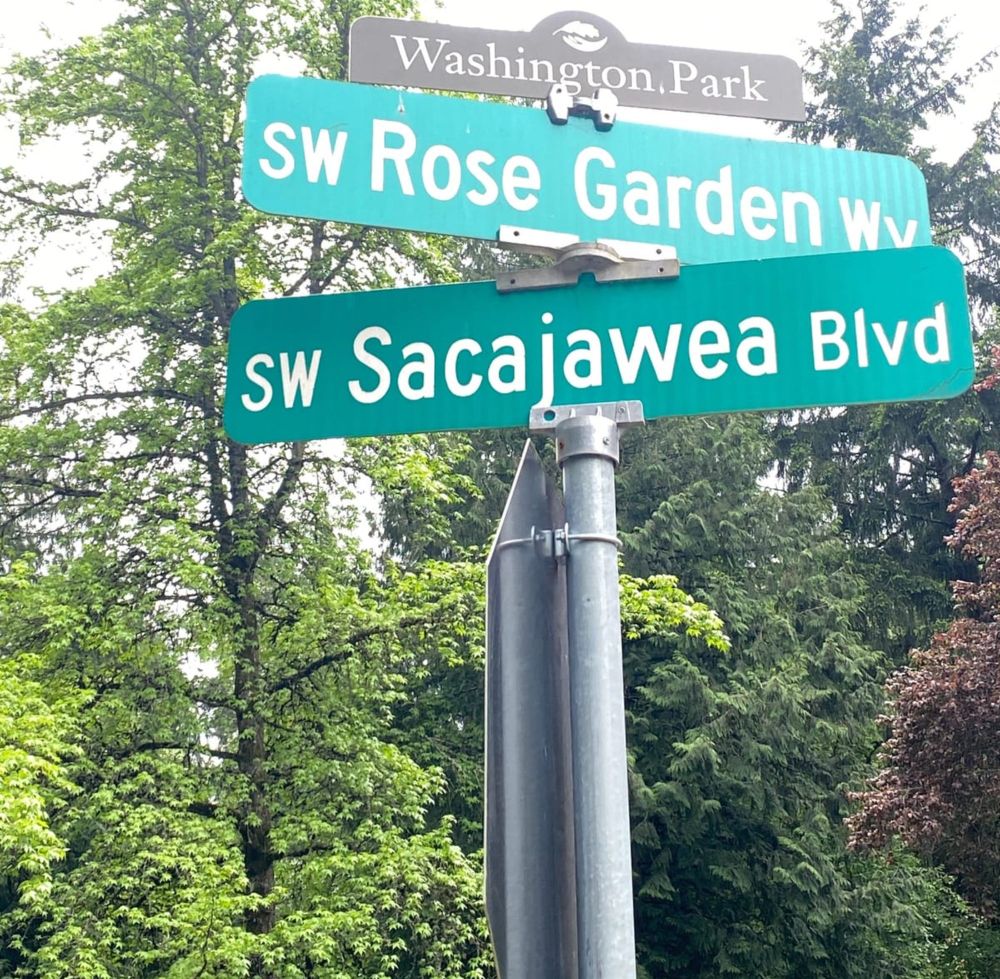 Washington Park
SW Rose Garden Wy
SW Sacajawea Blvd